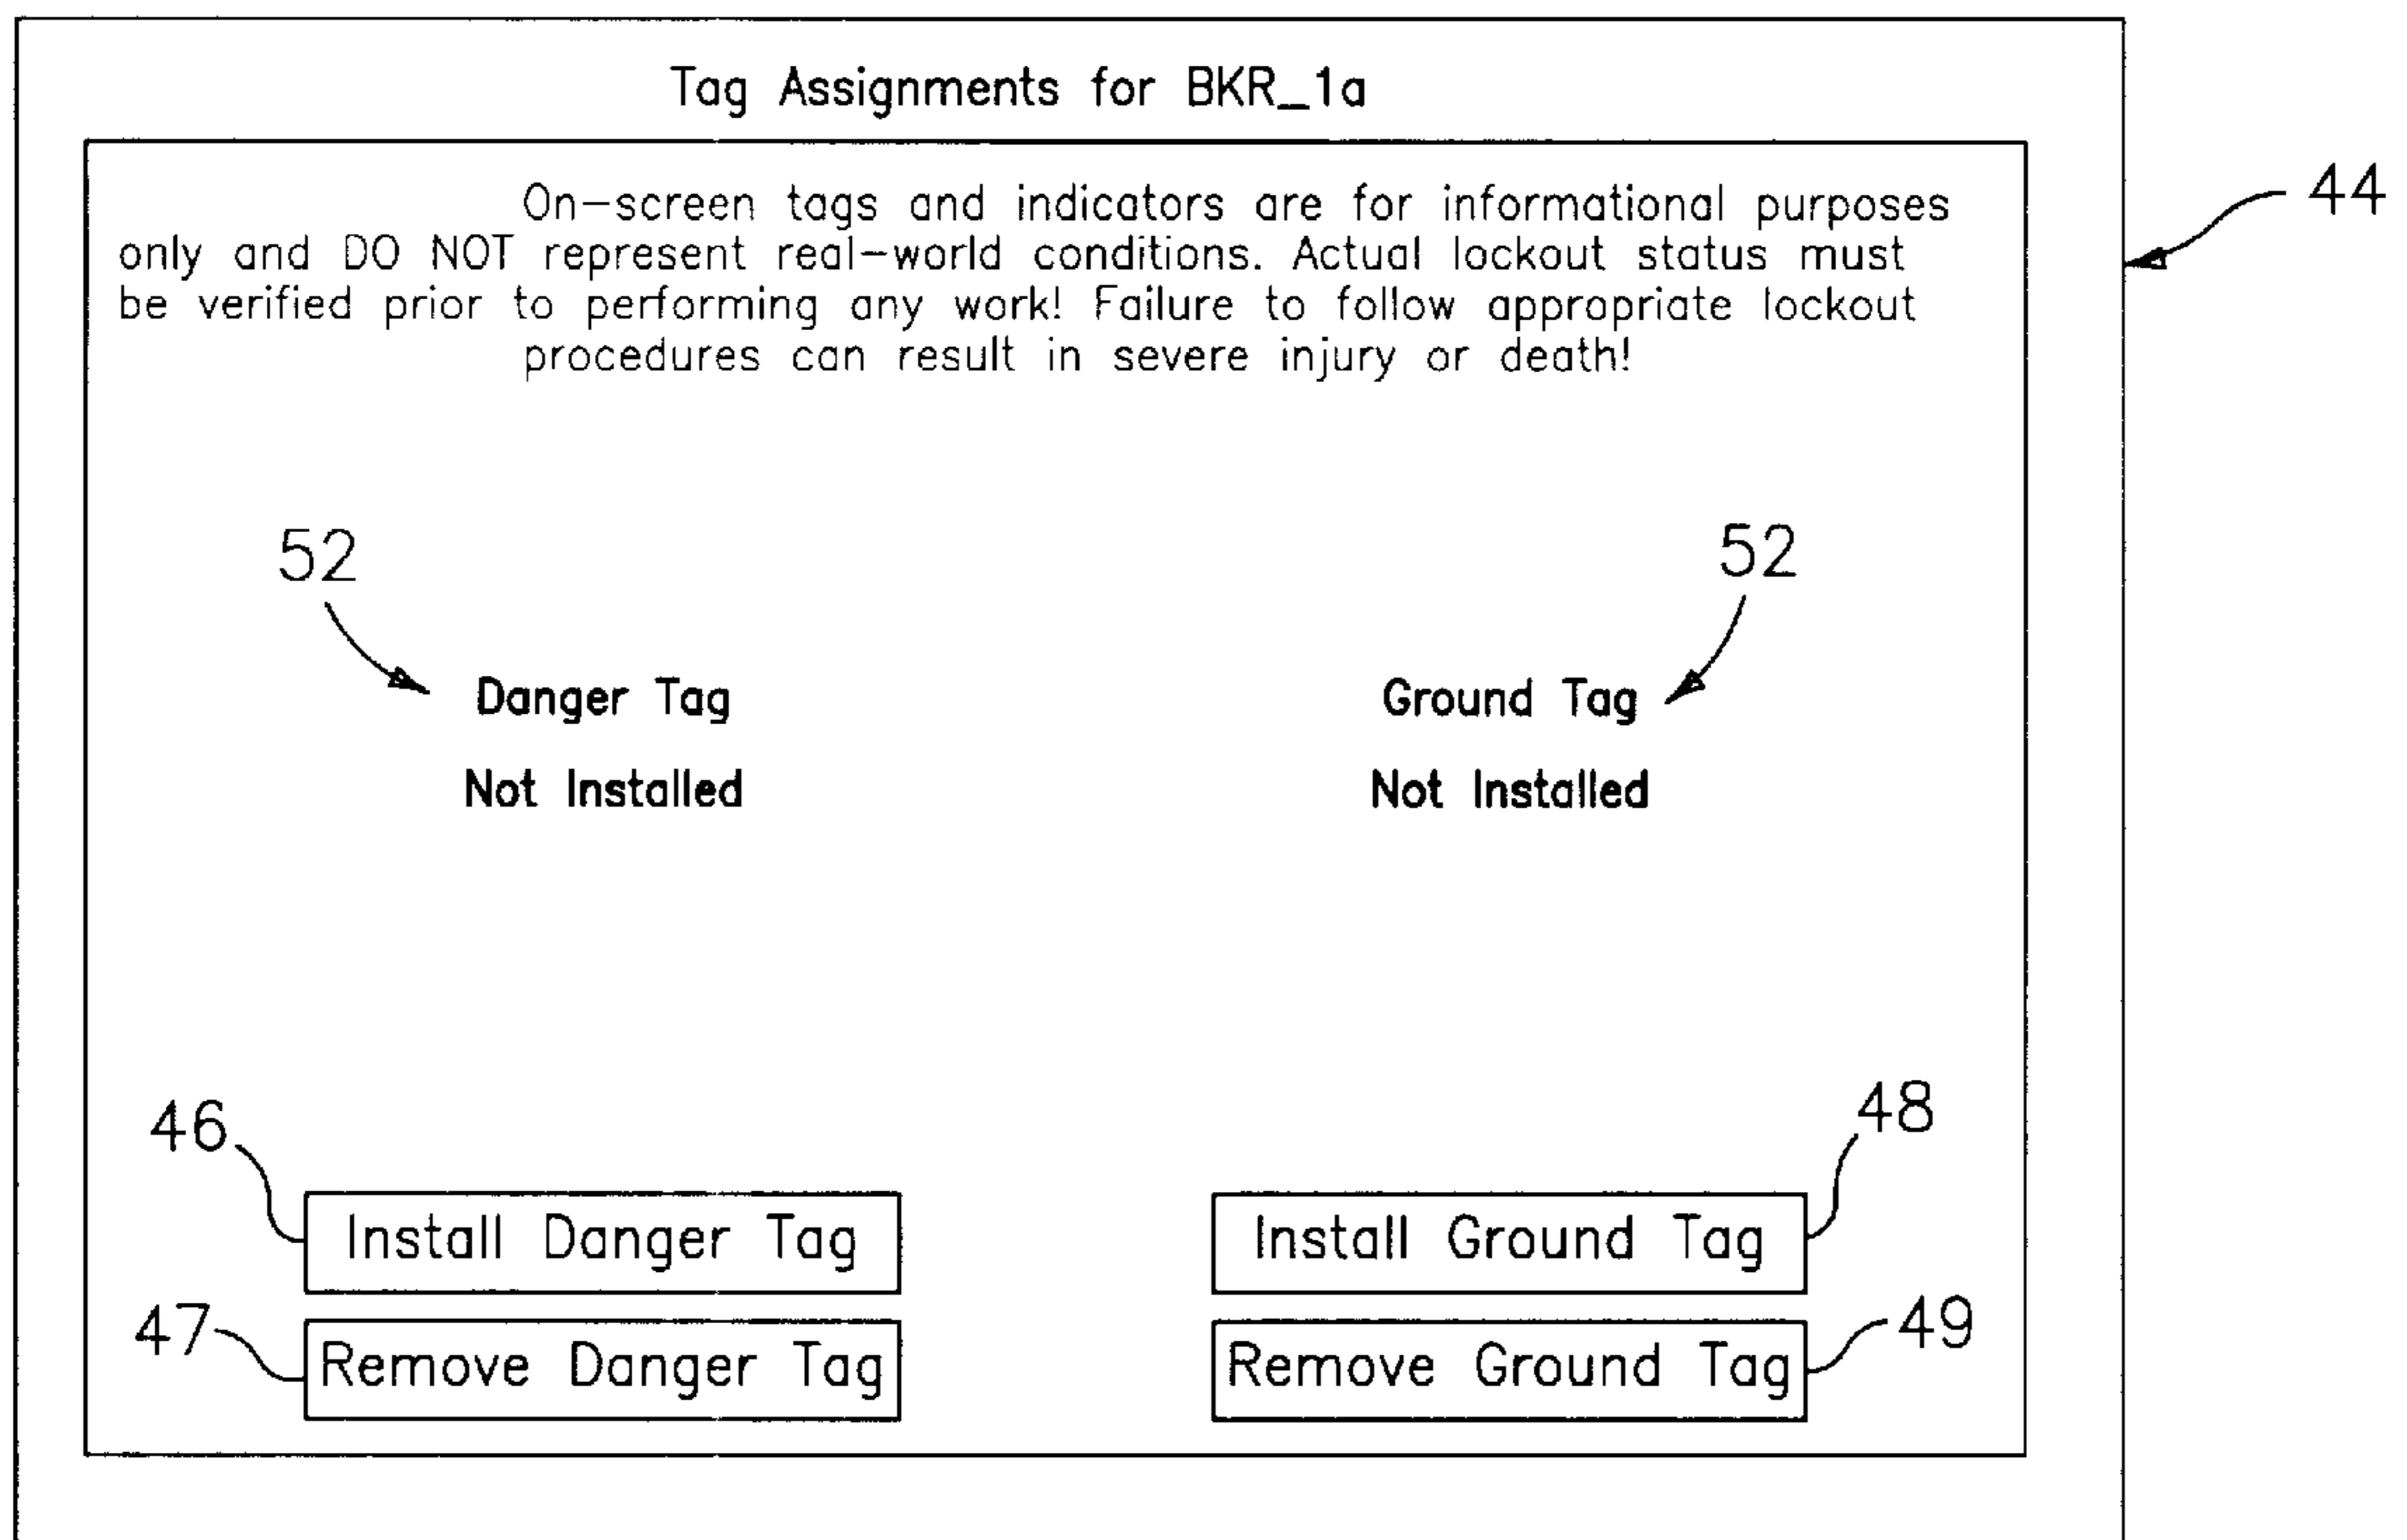 Tag Assignments for BKR_1a
44
On-screen tags and indicators are for informational purposes
only and DO NOT represent real-world conditions. Actual lockout status must
be verified prior to performing any work! Failure to follow appropriate lockout
procedures can result in severe injury or death!
52 52
Danger Tag Ground Tag
Not Installed Not Installed
46 48
Install Danger Tag Install Ground Tag
47 49
Remove Danger Tag Remove Ground Tag